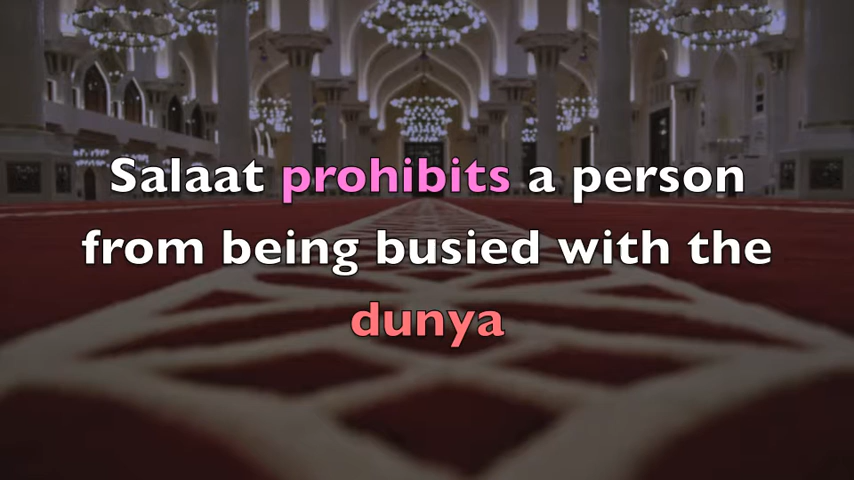 Salaat prohibits a person
from being busied with the
dunya